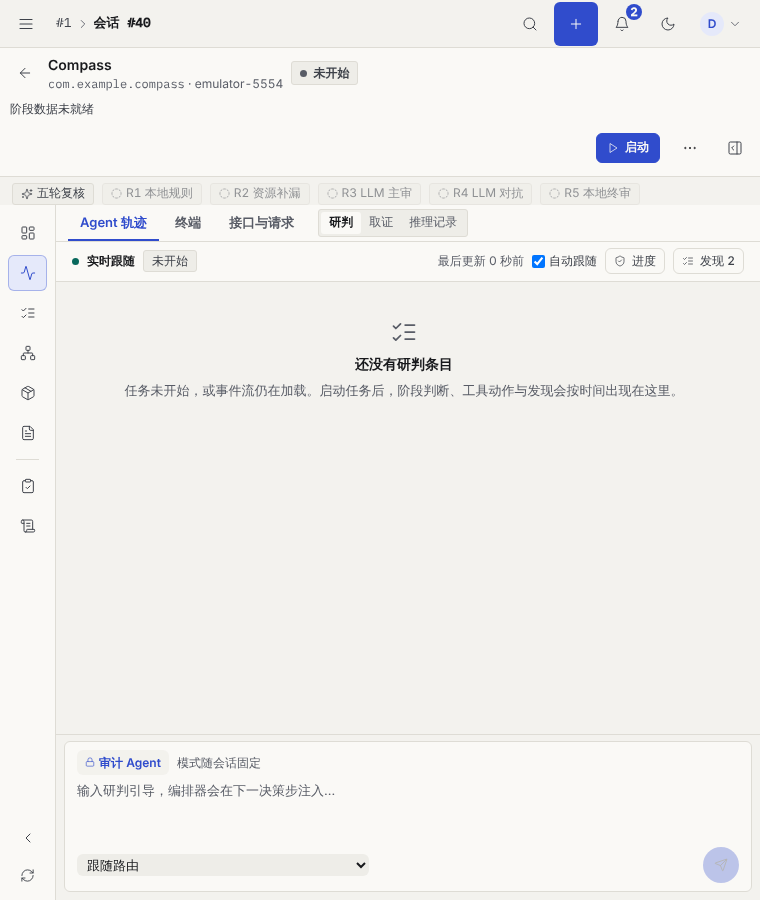 #1 会话 #40
2
D
Compass
com.example.compass · emulator-5554
未开始
阶段数据未就绪
启动
五轮复核
R1 本地规则
R2 资源补漏
R3 LLM 主审
R4 LLM 对抗
R5 本地终审
Agent 轨迹
终端
接口与请求
研判
取证
推理记录
实时跟随
未开始
最后更新 0 秒前
自动跟随
进度
发现 2
还没有研判条目
任务未开始，或事件流仍在加载。启动任务后，阶段判断、工具动作与发现会按时间出现在这里。
审计 Agent
模式随会话固定
输入研判引导，编排器会在下一决策步注入...
跟随路由